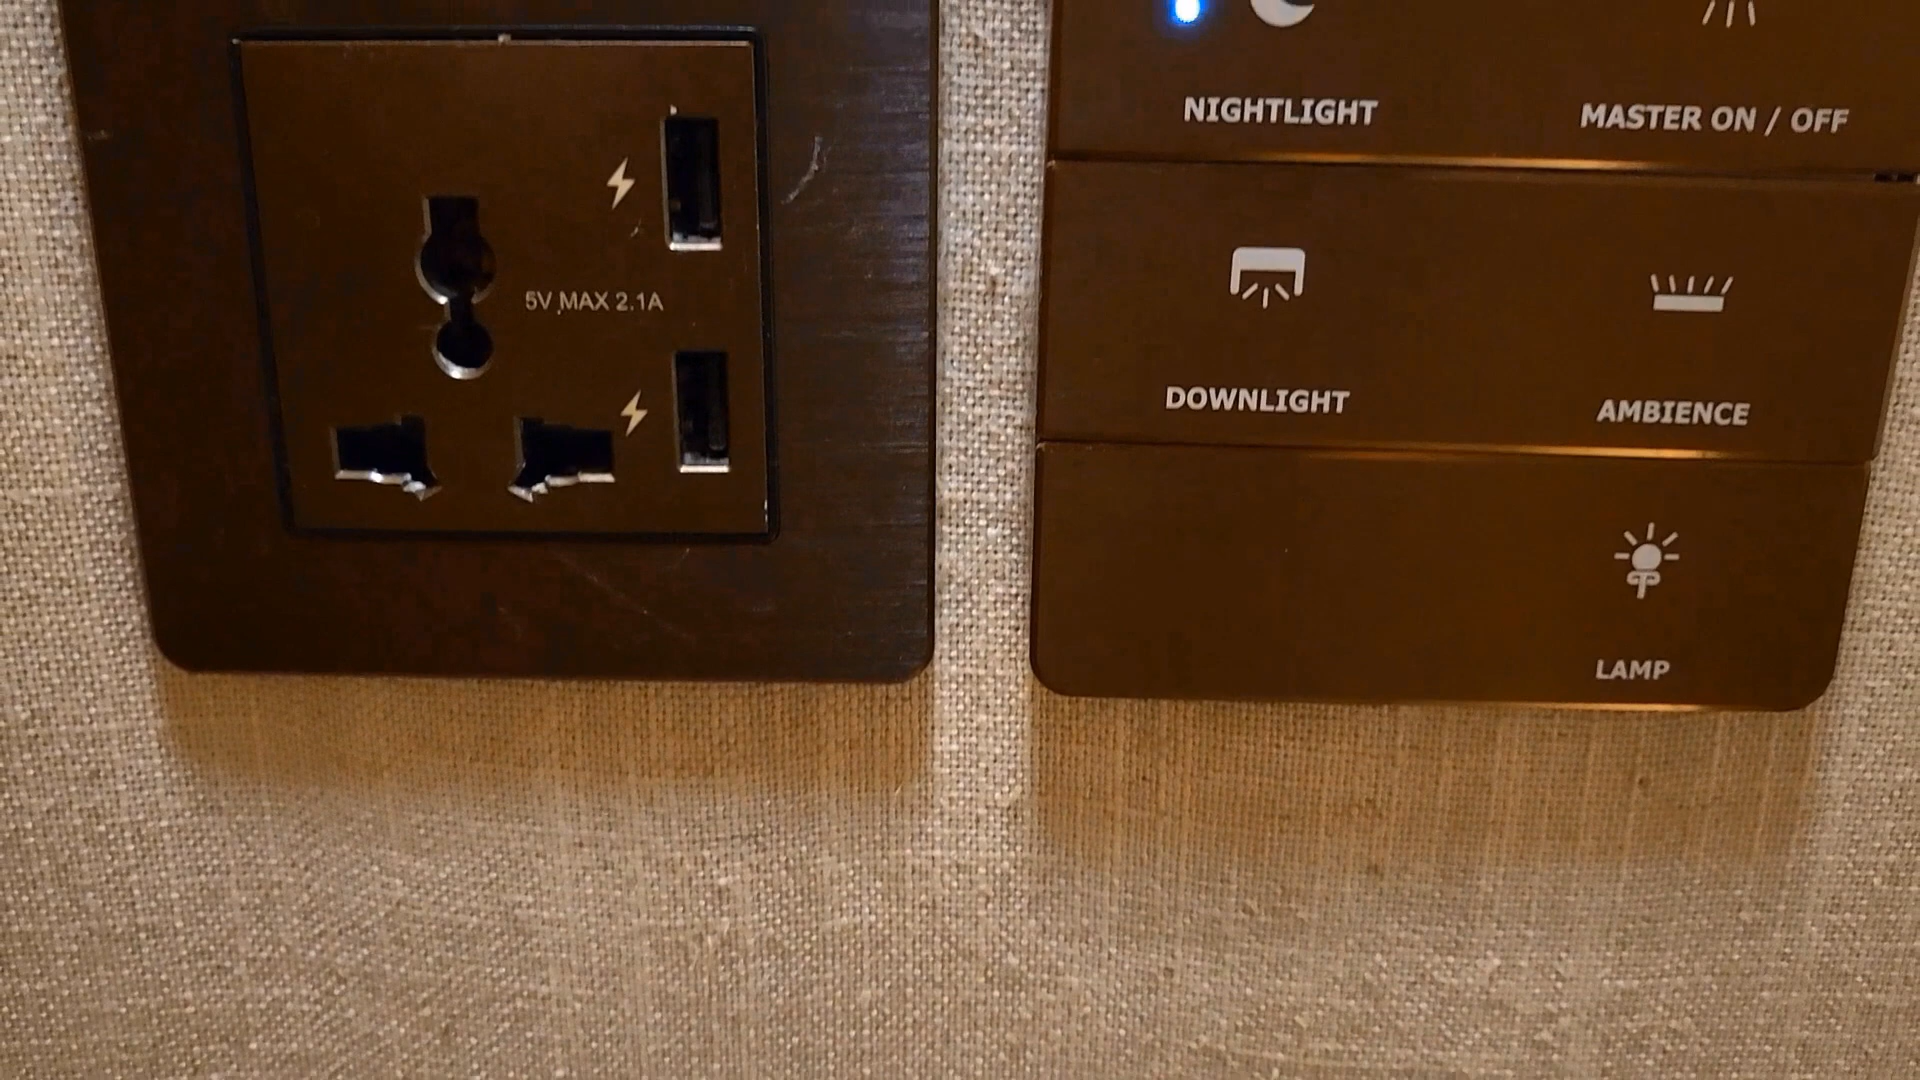 5V MAX 2.1A
NIGHTLIGHT
MASTER ON / OFF
DOWNLIGHT
AMBIENCE
LAMP